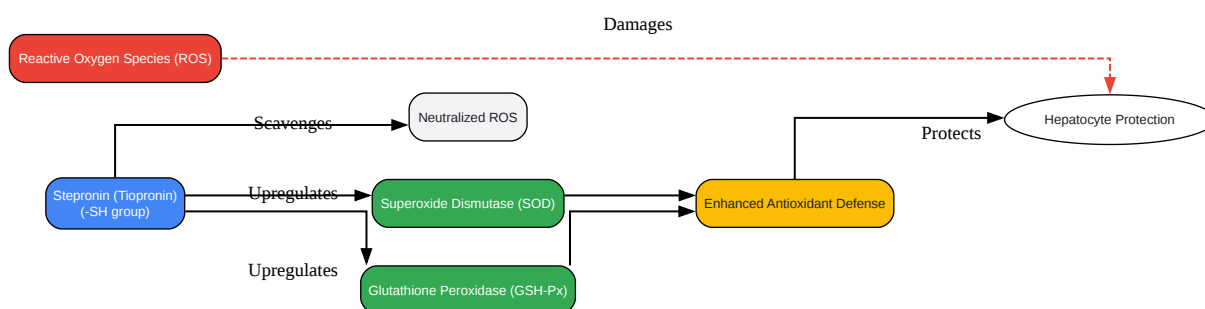 Damages
Reactive Oxygen Species (ROS)
Neutralized ROS
Scavenges
Hepatocyte Protection
Protects
Stepronin (Tiopronin)
(-SH group)
Upregulates
Superoxide Dismutase (SOD)
Enhanced Antioxidant Defense
Upregulates
Glutathione Peroxidase (GSH-Px)